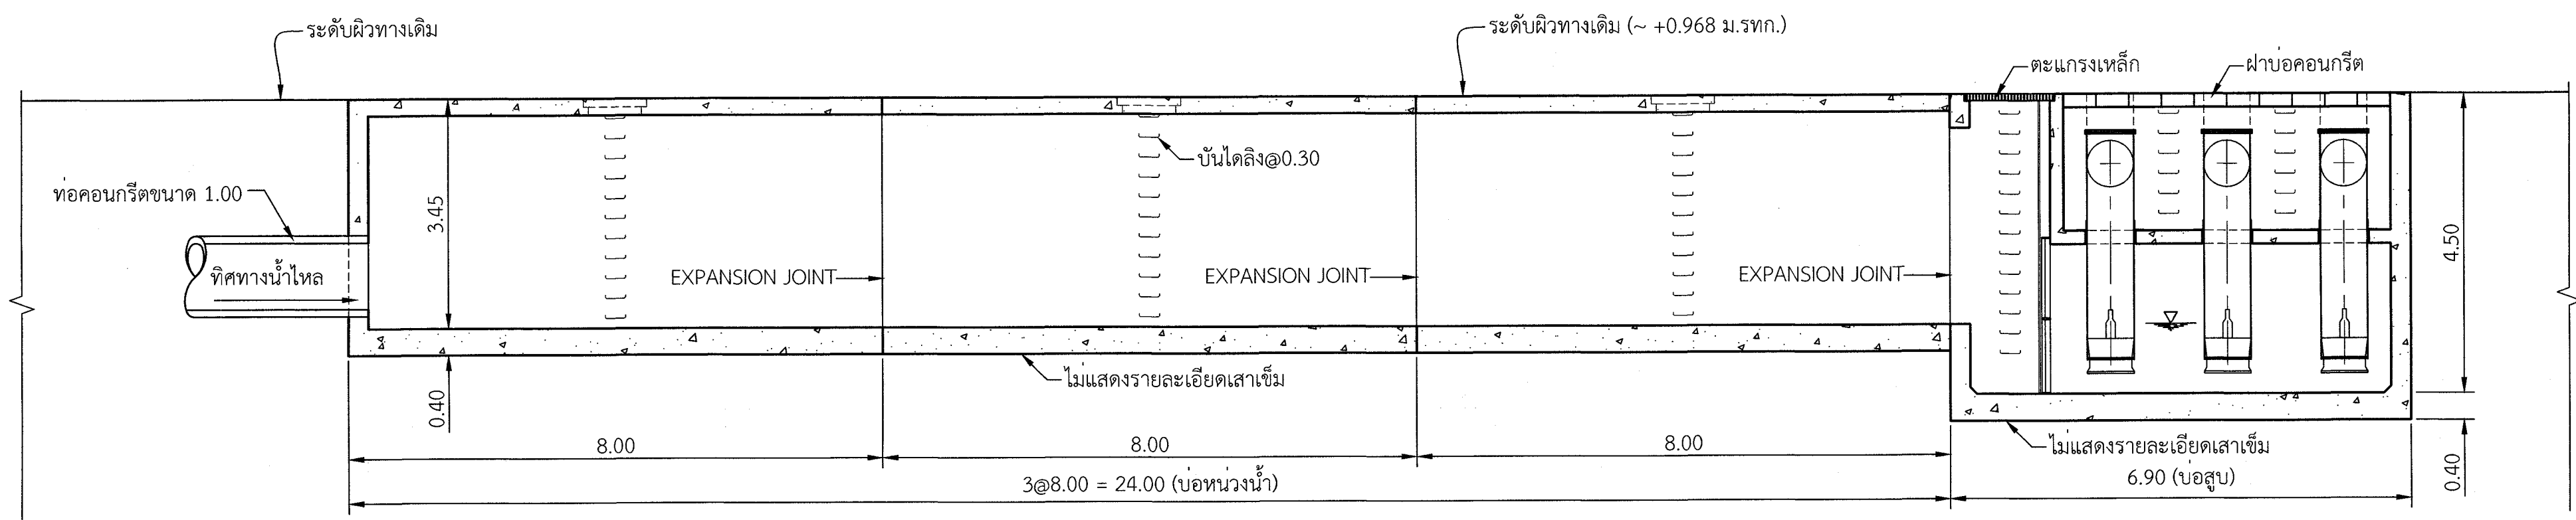 ระดับผิวทางเดิม
ระดับผิวทางเดิม (~ +0.968 ม.รทก.)
ตะแกรงเหล็ก
ฝาบ่อคอนกรีต
บันไดลิง@0.30
ท่อคอนกรีตขนาด 1.00
3.45
4.50
ทิศทางน้ำไหล
EXPANSION JOINT
EXPANSION JOINT
EXPANSION JOINT
ไม่แสดงรายละเอียดเสาเข็ม
0.40
8.00
8.00
8.00
ไม่แสดงรายละเอียดเสาเข็ม
0.40
3@8.00 = 24.00 (บ่อหน่วงน้ำ)
6.90 (บ่อสูบ)